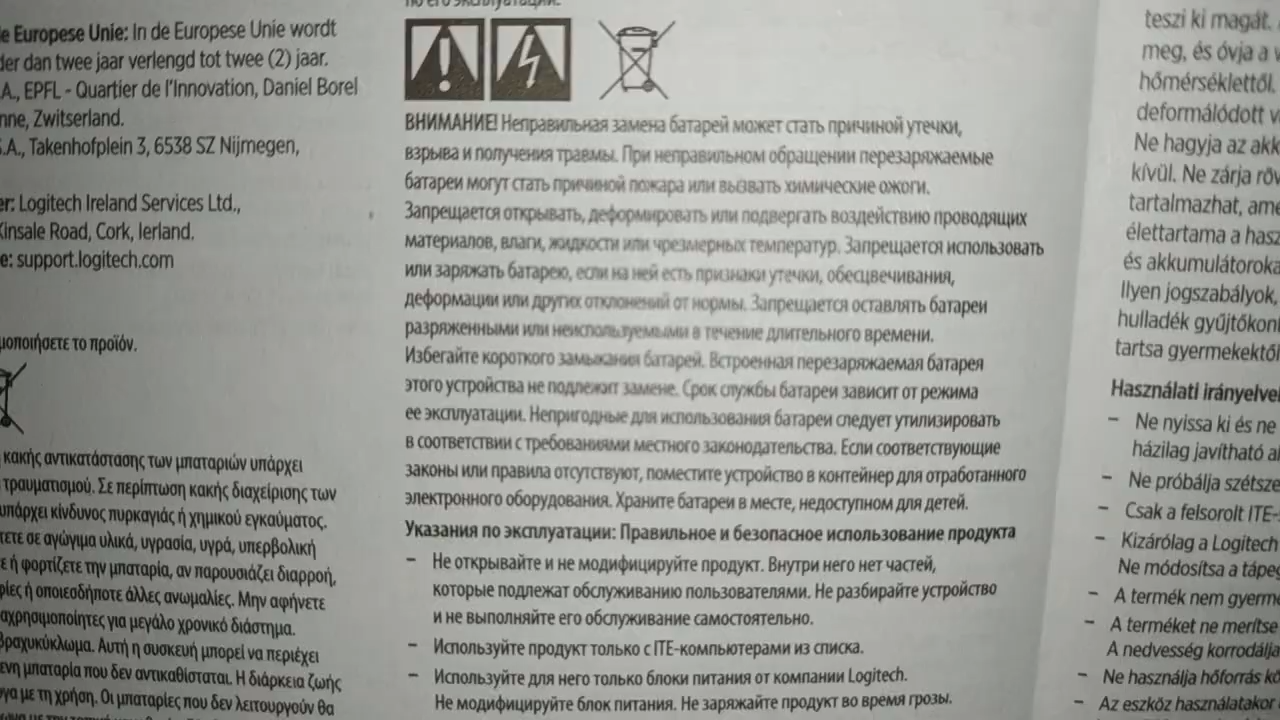 е Europese Unie: In de Europese Unie wordt
der dan twee jaar verlengd tot twee (2) jaar.
.A., EPFL - Quartier de l'Innovation, Daniel Borel
nne, Zwitserland.
S.A., Takenhofplein 3, 6538 SZ Nijmegen,
er: Logitech Ireland Services Ltd.,
Kinsale Road, Cork, Ierland.
e: support.logitech.com
μοποιήσετε το προϊόν.
κακής αντικατάστασης των μπαταριών υπάρχει
τραυματισμού. Σε περίπτωση κακής διαχείρισης των
υπάρχει κίνδυνος πυρκαγιάς ή χημικού εγκαύματος.
τετε σε αγώγιμα υλικά, υγρασία, υγρά, υπερβολική
ε ή φορτίζετε την μπαταρία, αν παρουσιάζει διαρροή,
ρίες ή οποιεσδήποτε άλλες ανωμαλίες. Μην αφήνετε
αχρησιμοποίητες για μεγάλο χρονικό διάστημα.
βραχυκύκλωμα. Αυτή η συσκευή μπορεί να περιέχει
ενη μπαταρία που δεν αντικαθίσταται. Η διάρκεια ζωής
γα με τη χρήση. Οι μπαταρίες που δεν λειτουργούν θα
по его эксплуатации.
ВНИМАНИЕ! Неправильная замена батарей может стать причиной утечки,
взрыва и получения травмы. При неправильном обращении перезаряжаемые
батареи могут стать причиной пожара или вызвать химические ожоги.
Запрещается открывать, деформировать или подвергать воздействию проводящих
материалов, влаги, жидкости или чрезмерных температур. Запрещается использовать
или заряжать батарею, если на ней есть признаки утечки, обесцвечивания,
деформации или других отклонений от нормы. Запрещается оставлять батареи
разряженными или неиспользуемыми в течение длительного времени.
Избегайте короткого замыкания батарей. Встроенная перезаряжаемая батарея
этого устройства не подлежит замене. Срок службы батареи зависит от режима
ее эксплуатации. Непригодные для использования батареи следует утилизировать
в соответствии с требованиями местного законодательства. Если соответствующие
законы или правила отсутствуют, поместите устройство в контейнер для отработанного
электронного оборудования. Храните батареи в месте, недоступном для детей.
Указания по эксплуатации: Правильное и безопасное использование продукта
– Не открывайте и не модифицируйте продукт. Внутри него нет частей,
которые подлежат обслуживанию пользователями. Не разбирайте устройство
и не выполняйте его обслуживание самостоятельно.
– Используйте продукт только с ITE-компьютерами из списка.
– Используйте для него только блоки питания от компании Logitech.
Не модифицируйте блок питания. Не заряжайте продукт во время грозы.
teszi ki magát.
meg, és óvja a v
hőmérséklettől.
deformálódott v
Ne hagyja az akk
kívül. Ne zárja röv
tartalmazhat, ame
élettartama a hasz
és akkumulátoroka
Ilyen jogszabályok,
hulladék gyűjtőkon
tartsa gyermekektől
Használati irányelvek
– Ne nyissa ki és ne
házilag javítható al
– Ne próbálja szétsze
– Csak a felsorolt ITE-
– Kizárólag a Logitech
Ne módosítsa a tápeg
– A termék nem gyerme
– A terméket ne merítse
A nedvesség korrodálja
– Ne használja hőforrás kö
– Az eszköz használatakor